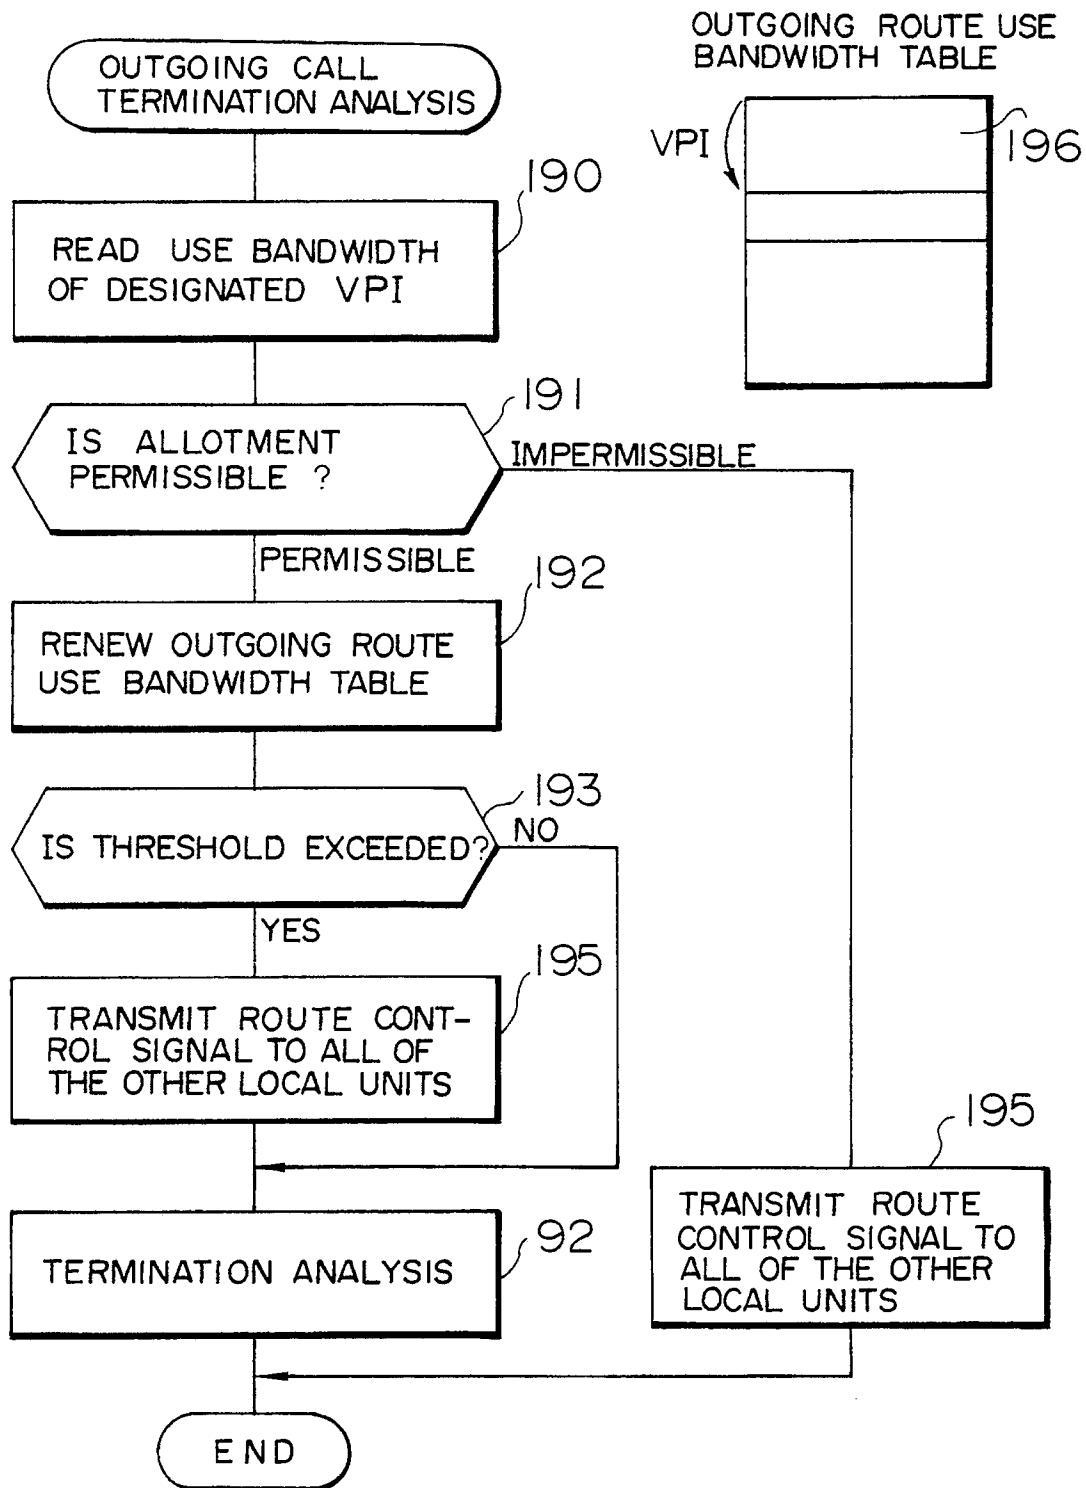 OUTGOING CALL
TERMINATION ANALYSIS
OUTGOING ROUTE USE
BANDWIDTH TABLE
VPI
196
190
READ USE BANDWIDTH
OF DESIGNATED VPI
191
IS ALLOTMENT
PERMISSIBLE ?
IMPERMISSIBLE
PERMISSIBLE
192
RENEW OUTGOING ROUTE
USE BANDWIDTH TABLE
193
IS THRESHOLD EXCEEDED?
NO
YES
195
TRANSMIT ROUTE CONT-
ROL SIGNAL TO ALL OF
THE OTHER LOCAL UNITS
195
TRANSMIT ROUTE
CONTROL SIGNAL TO
ALL OF THE OTHER
LOCAL UNITS
92
TERMINATION ANALYSIS
END